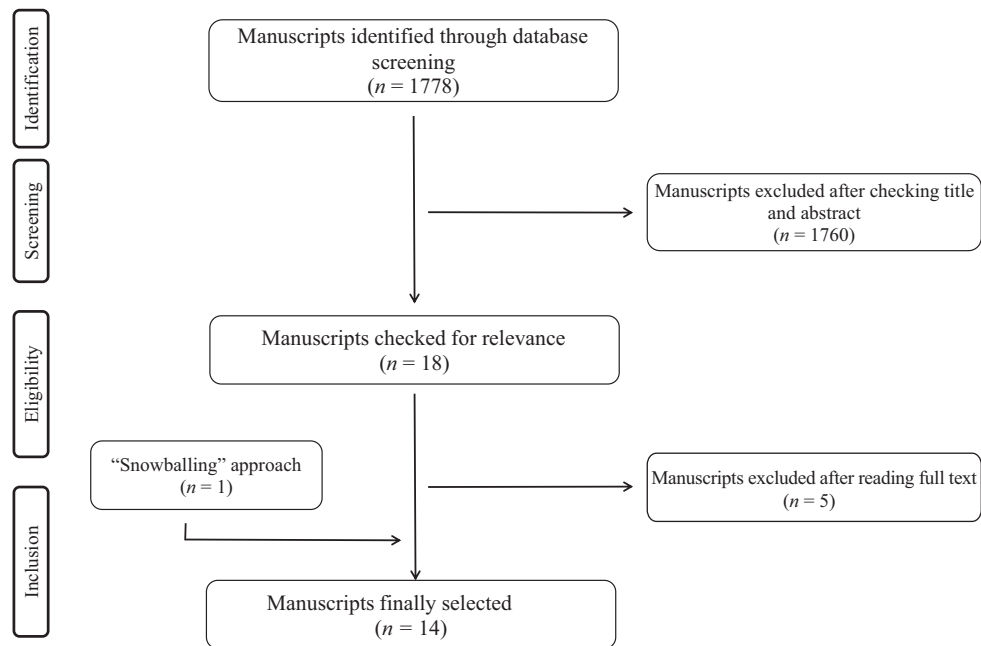 Identification
Manuscripts identified through database
screening
(n = 1778)
Screening
Manuscripts excluded after checking title
and abstract
(n = 1760)
Eligibility
Manuscripts checked for relevance
(n = 18)
“Snowballing” approach
(n = 1)
Manuscripts excluded after reading full text
(n = 5)
Inclusion
Manuscripts finally selected
(n = 14)